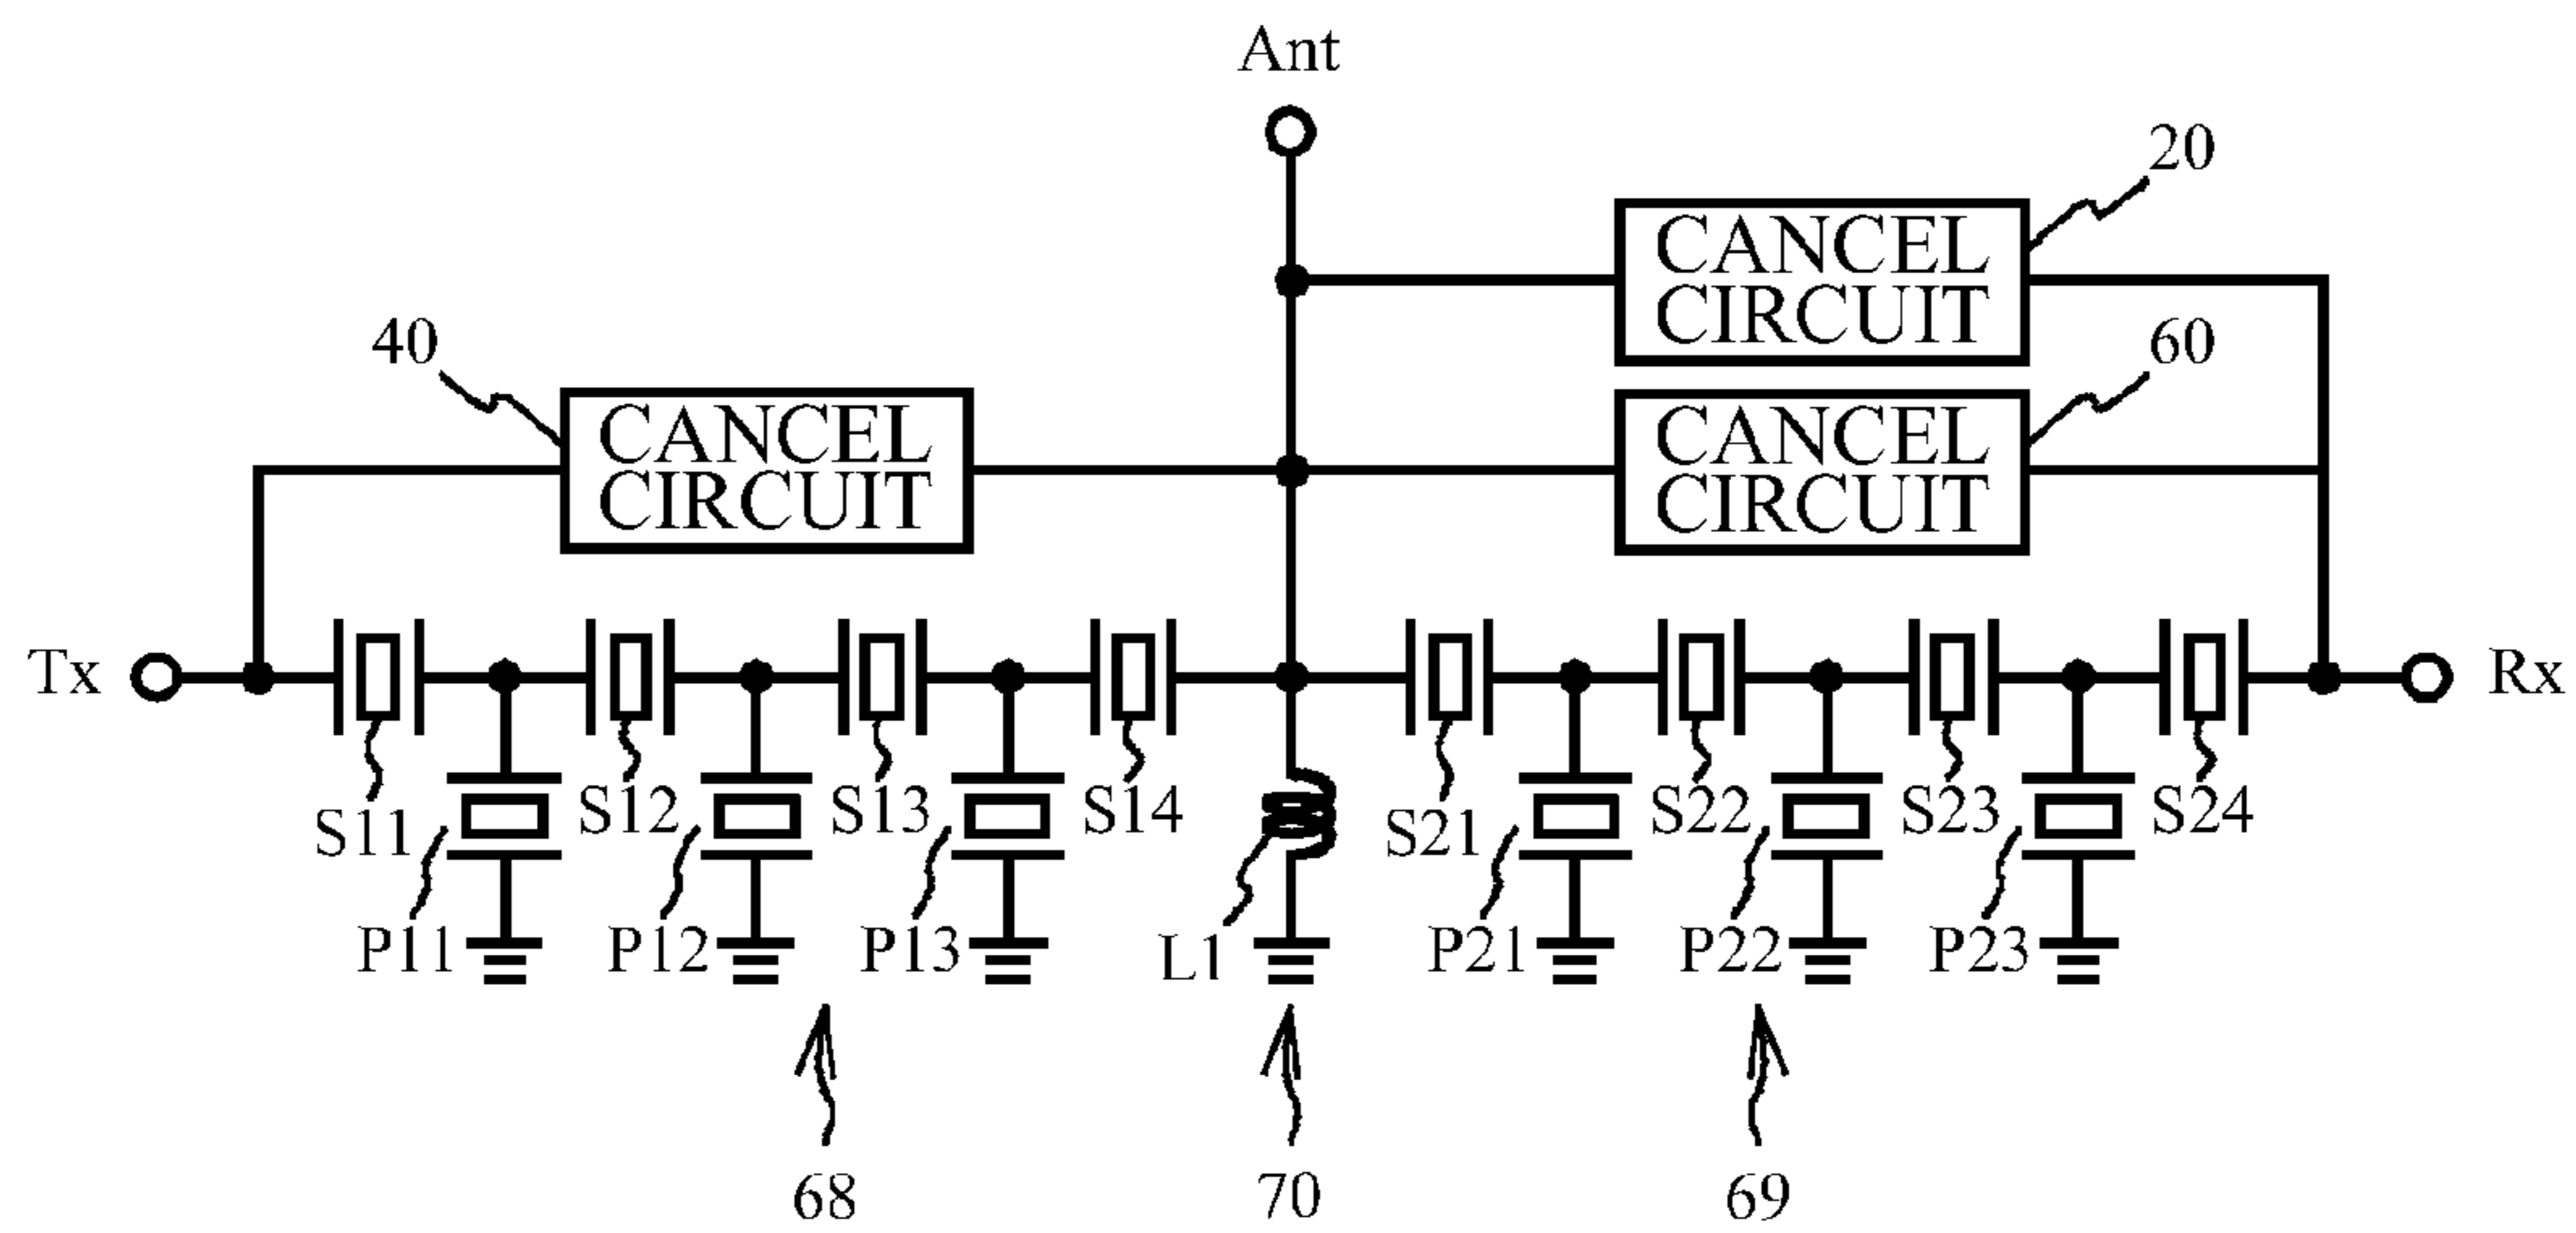 Ant
20
CANCEL
CIRCUIT
40
60
CANCEL
CIRCUIT
CANCEL
CIRCUIT
Tx
Rx
S11
S12
S13
S14
S21
S22
S23
S24
P11
P12
P13
L1
P21
P22
P23
68
70
69